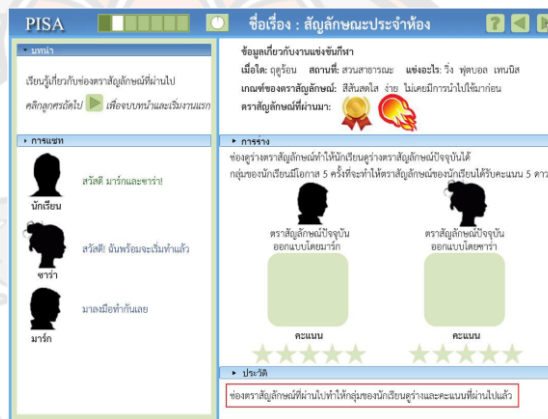 PISA
ชื่อเรื่อง : สัญลักษณะประจำห้อง
?
บทนำ
เรียนรู้เกี่ยวกับช่องตราสัญลักษณ์ที่ผ่านไป
คลิกลูกศรถัดไป เพื่อจบบทนำและเริ่มงานแรก
ข้อมูลเกี่ยวกับงานแข่งขันกีฬา
เมื่อใด: ฤดูร้อน สถานที่: สวนสาธารณะ แข่งอะไร: วิ่ง ฟุตบอล เทนนิส
เกณฑ์ของตราสัญลักษณ์: สีสันสดใส ง่าย ไม่เคยมีการนำไปใช้มาก่อน
ตราสัญลักษณ์ที่ผ่านมา:
การแชท
นักเรียน
สวัสดี มาร์กและซาร่า!
ซาร่า
สวัสดี! ฉันพร้อมจะเริ่มทำแล้ว
มาร์ก
มาลงมือทำกันเลย
การร่าง
ช่องดูร่างตราสัญลักษณ์ทำให้นักเรียนดูร่างตราสัญลักษณ์ปัจจุบันได้
กลุ่มของนักเรียนมีโอกาส 5 ครั้งที่จะทำให้ตราสัญลักษณ์ของนักเรียนได้รับคะแนน 5 ดาว
ตราสัญลักษณ์ปัจจุบัน
ออกแบบโดยมาร์ก
คะแนน
ตราสัญลักษณ์ปัจจุบัน
ออกแบบโดยซาร่า
คะแนน
ประวัติ
ช่องตราสัญลักษณ์ที่ผ่านไปทำให้กลุ่มของนักเรียนดูร่างและคะแนนที่ผ่านไปแล้ว